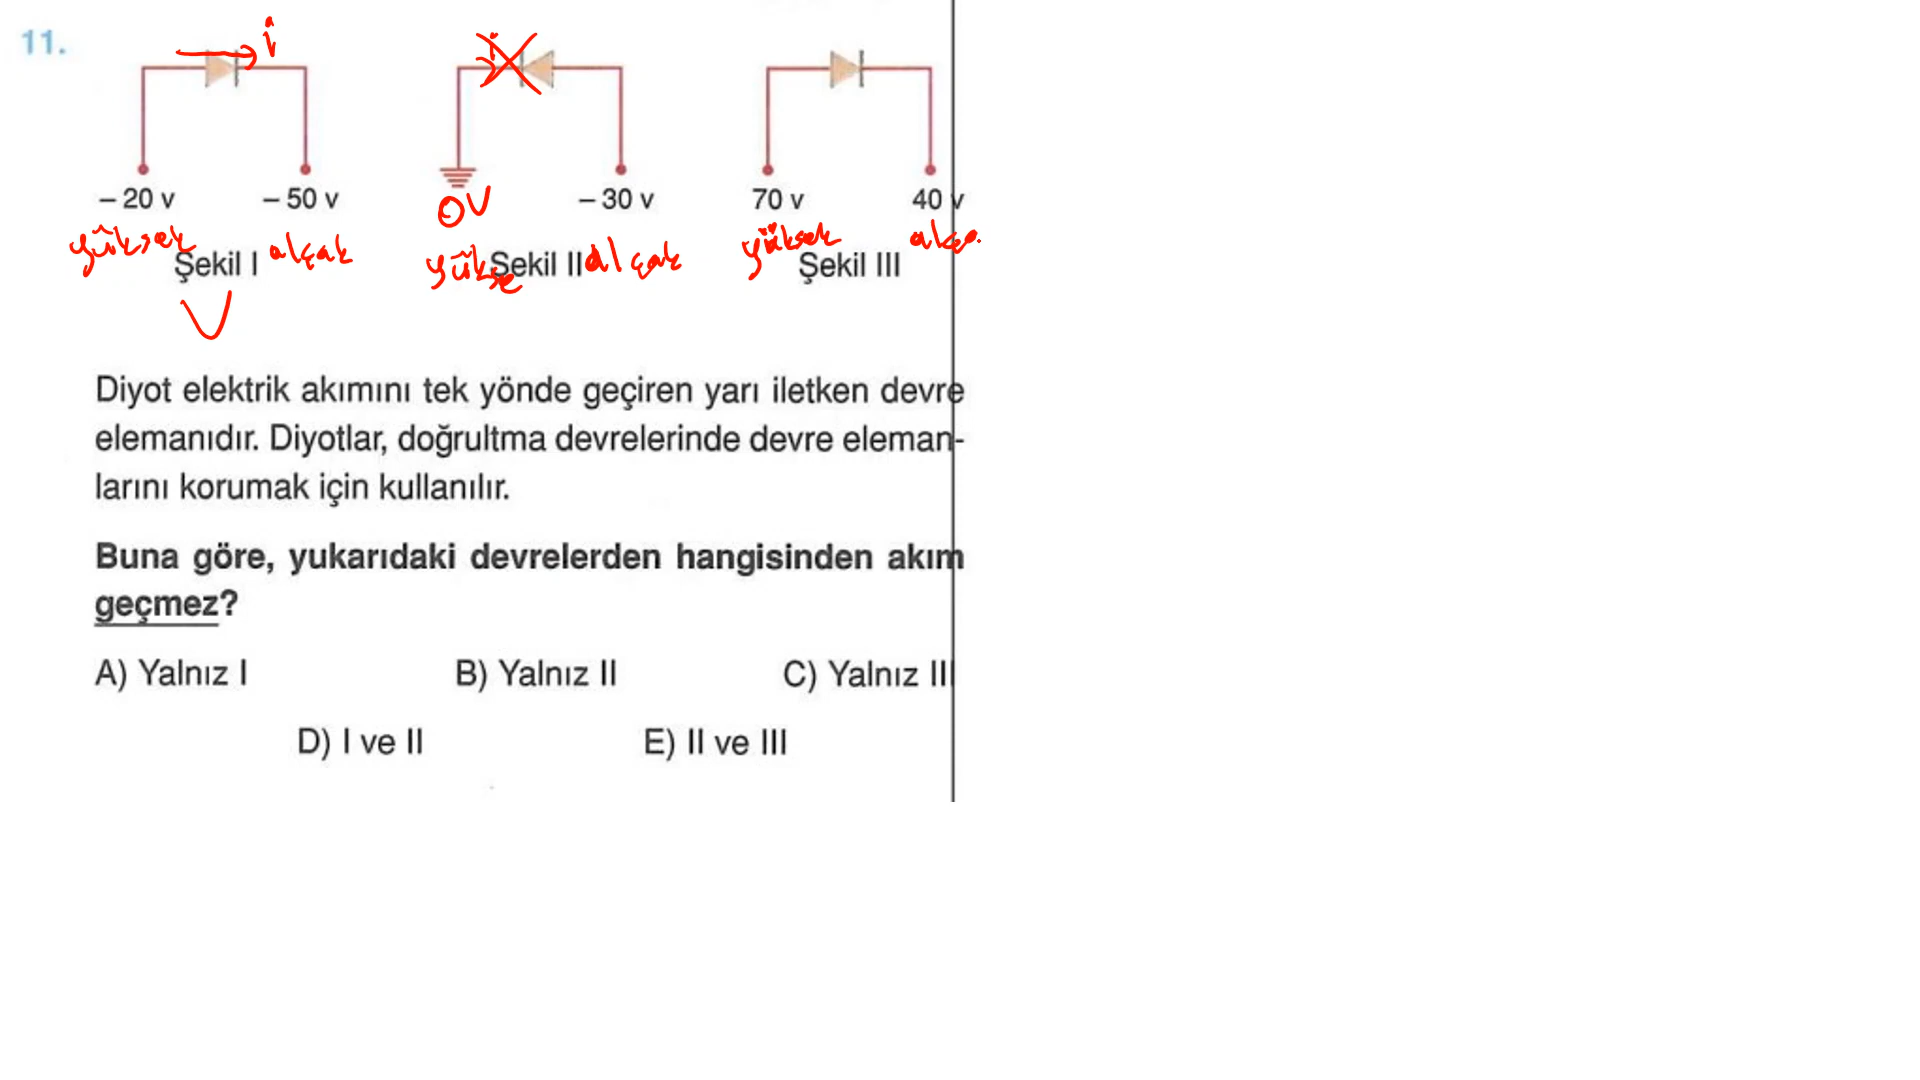 11.
i
i
– 20 v – 50 v – 30 v 70 v 40 v
0V
yüksek alçak yükse alçak yüksek alça
Şekil I Şekil II Şekil III
Diyot elektrik akımını tek yönde geçiren yarı iletken devre
elemanıdır. Diyotlar, doğrultma devrelerinde devre eleman-
larını korumak için kullanılır.
Buna göre, yukarıdaki devrelerden hangisinden akım
geçmez?
A) Yalnız I B) Yalnız II C) Yalnız III
D) I ve II E) II ve III